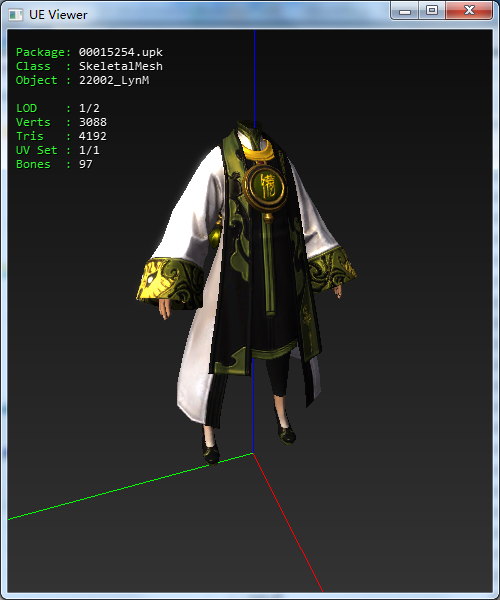 UE Viewer
Package: 00015254.upk
Class : SkeletalMesh
Object : 22002_LynM
LOD : 1/2
Verts : 3088
Tris : 4192
UV Set : 1/1
Bones : 97